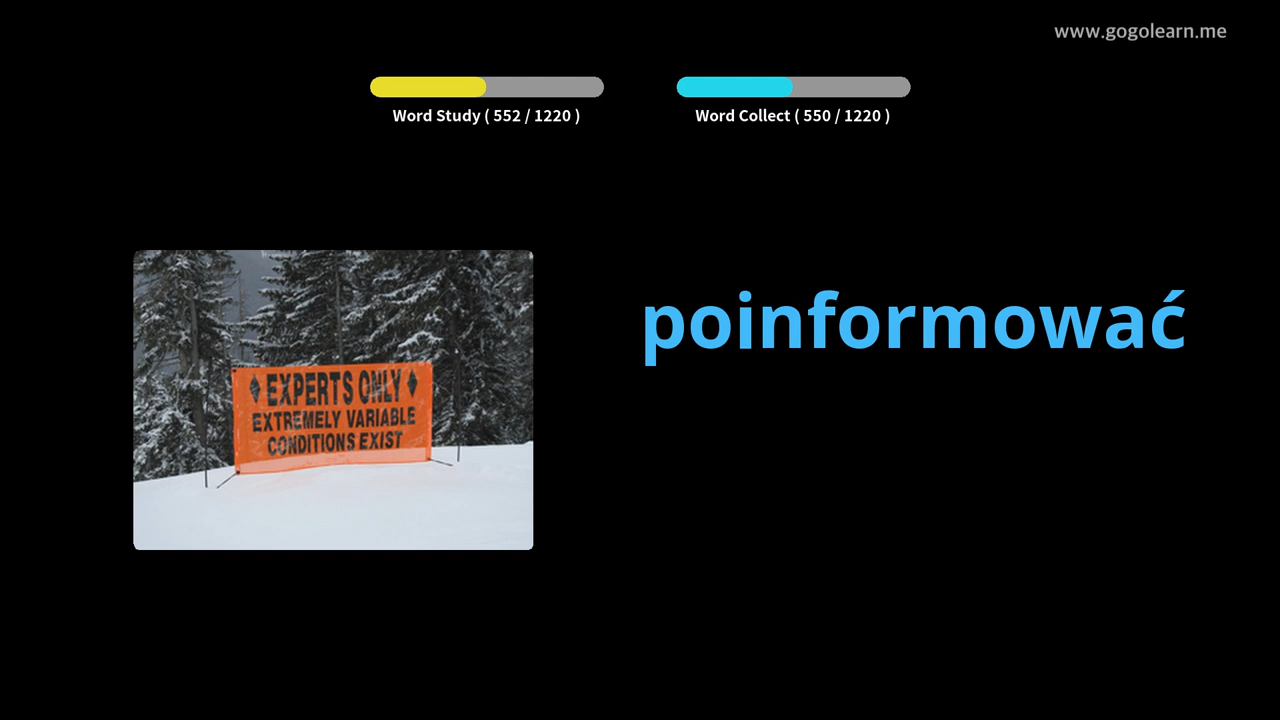 www.gogolearn.me
Word Study ( 552 / 1220 )
Word Collect ( 550 / 1220 )
EXPERTS ONLY
EXTREMELY VARIABLE
CONDITIONS EXIST
poinformować